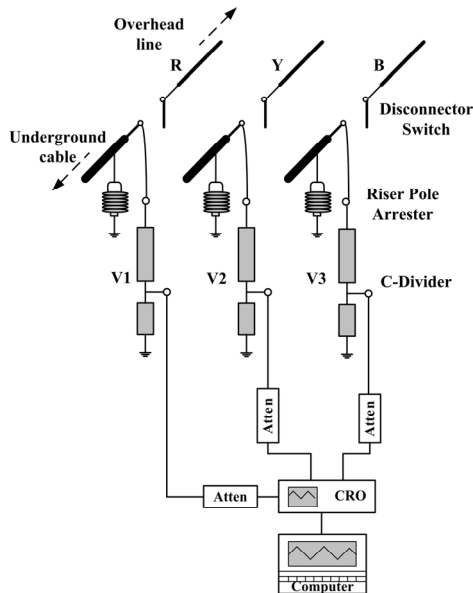 Overhead
line
R
Y
B
Disconnector
Switch
Underground
cable
Riser Pole
Arrester
V1
V2
V3
C-Divider
Atten
Atten
Atten
CRO
Computer